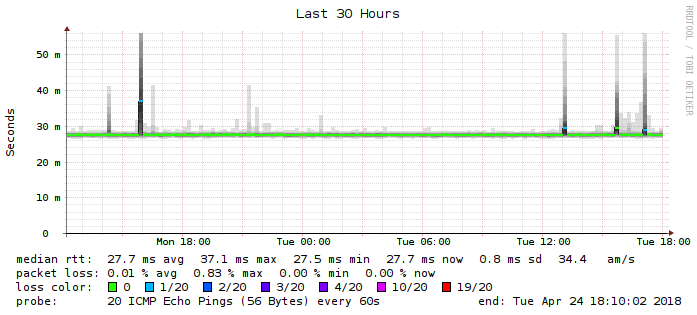 Last 30 Hours
RRDTOOL / TOBI OETIKER
Seconds
50 m
40 m
30 m
20 m
10 m
0
Mon 18:00 Tue 00:00 Tue 06:00 Tue 12:00 Tue 18:00
median rtt: 27.7 ms avg 37.1 ms max 27.5 ms min 27.7 ms now 0.8 ms sd 34.4 am/s
packet loss: 0.01 % avg 0.83 % max 0.00 % min 0.00 % now
loss color: 0 1/20 2/20 3/20 4/20 10/20 19/20
probe: 20 ICMP Echo Pings (56 Bytes) every 60s end: Tue Apr 24 18:10:02 2018